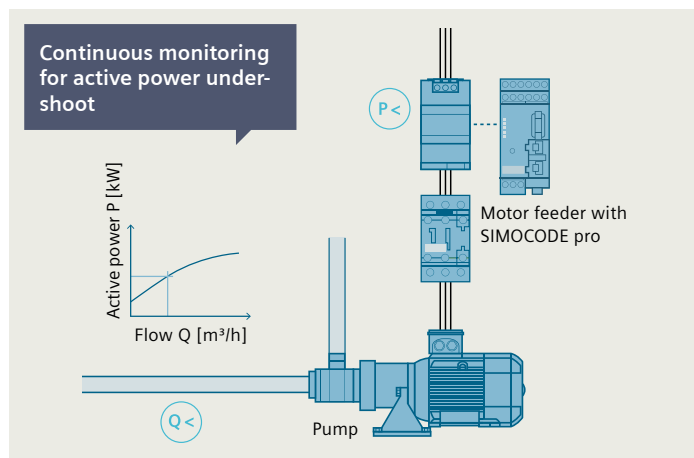 Continuous monitoring
for active power under-
shoot
P<
Motor feeder with
SIMOCODE pro
Active power P [kW]
Flow Q [m³/h]
Q<
Pump